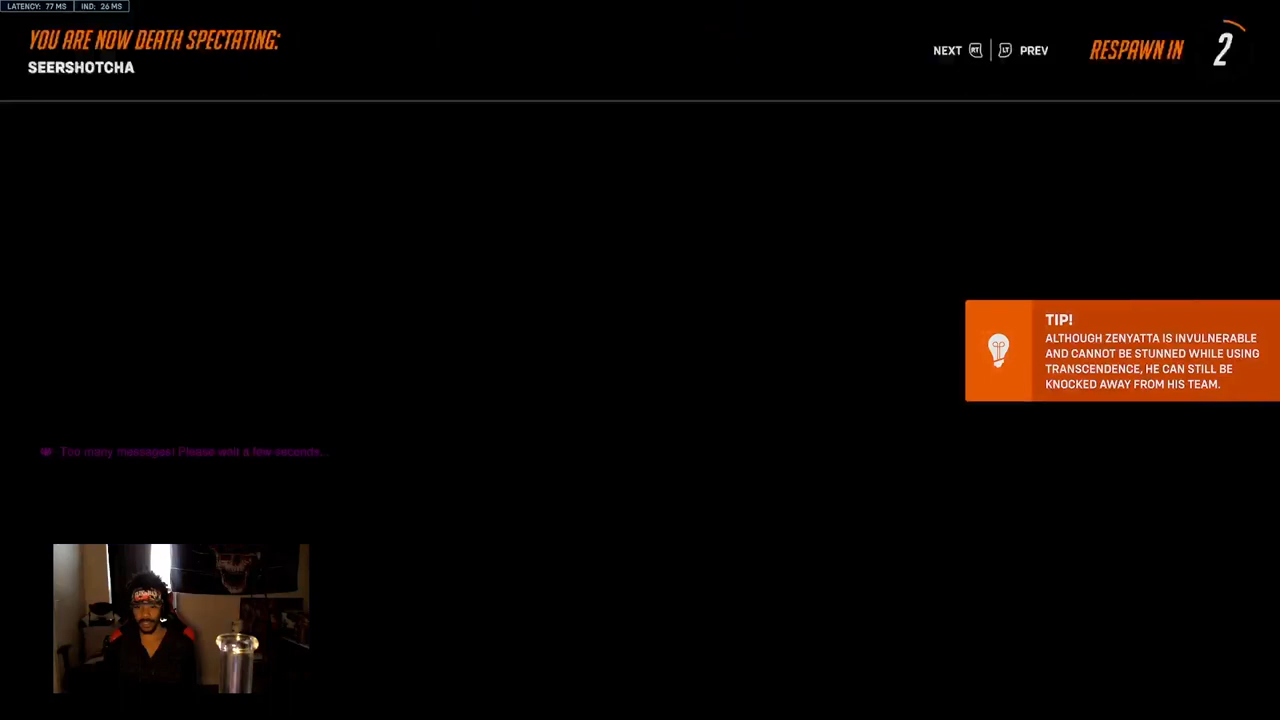 LATENCY: 77 MS IND: 26 MS
YOU ARE NOW DEATH SPECTATING:
SEERSHOTCHA
NEXT RT LT PREV
RESPAWN IN 2
TIP!
ALTHOUGH ZENYATTA IS INVULNERABLE
AND CANNOT BE STUNNED WHILE USING
TRANSCENDENCE, HE CAN STILL BE
KNOCKED AWAY FROM HIS TEAM.
Too many messages! Please wait a few seconds...